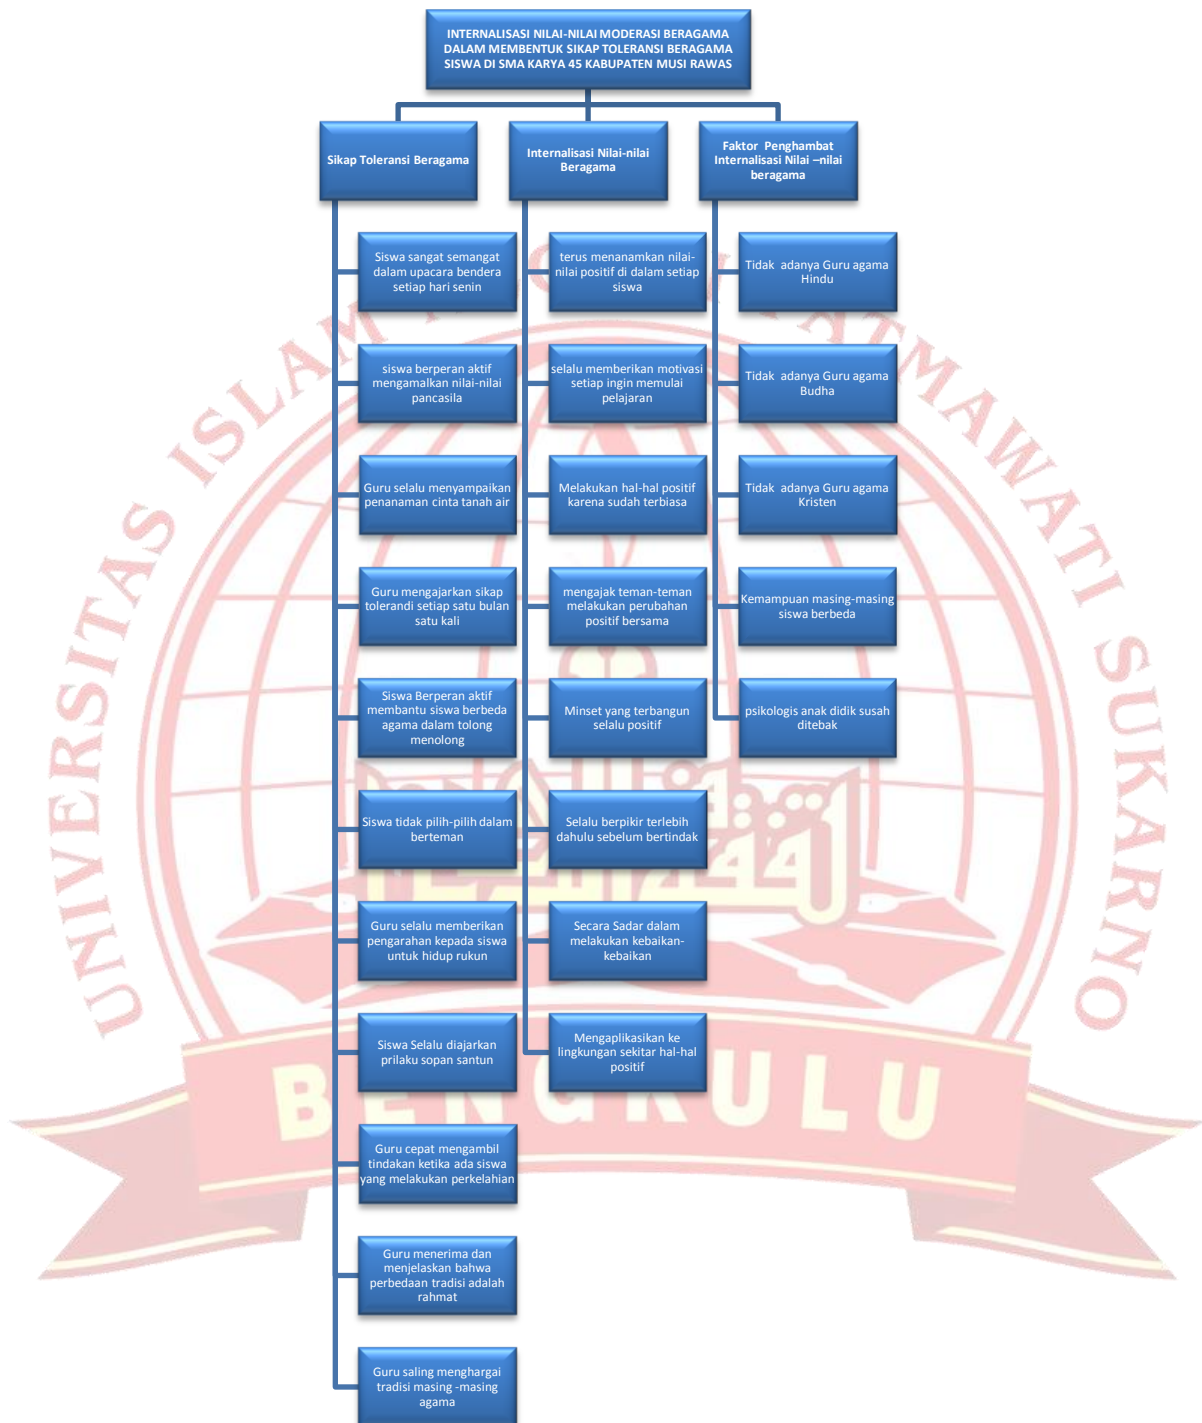 INTERNALISASI NILAI-NILAI MODERASI BERAGAMA
DALAM MEMBENTUK SIKAP TOLERANSI BERAGAMA
SISWA DI SMA KARYA 45 KABUPATEN MUSI RAWAS
Sikap Toleransi Beragama
Siswa sangat semangat
dalam upacara bendera
setiap hari senin
siswa berperan aktif
mengamalkan nilai-nilai
pancasila
Guru selalu menyampaikan
penanaman cinta tanah air
Guru mengajarkan sikap
tolerandi setiap satu bulan
satu kali
Siswa Berperan aktif
membantu siswa berbeda
agama dalam tolong
menolong
Siswa tidak pilih-pilih dalam
berteman
Guru selalu memberikan
pengarahan kepada siswa
untuk hidup rukun
Siswa Selalu diajarkan
prilaku sopan santun
Guru cepat mengambil
tindakan ketika ada siswa
yang melakukan perkelahian
Guru menerima dan
menjelaskan bahwa
perbedaan tradisi adalah
rahmat
Guru saling menghargai
tradisi masing -masing
agama
Internalisasi Nilai-nilai
Beragama
terus menanamkan nilai-
nilai positif di dalam setiap
siswa
selalu memberikan motivasi
setiap ingin memulai
pelajaran
Melakukan hal-hal positif
karena sudah terbiasa
mengajak teman-teman
melakukan perubahan
positif bersama
Minset yang terbangun
selalu positif
Selalu berpikir terlebih
dahulu sebelum bertindak
Secara Sadar dalam
melakukan kebaikan-
kebaikan
Mengaplikasikan ke
lingkungan sekitar hal-hal
positif
Faktor  Penghambat
Internalisasi Nilai –nilai
beragama
Tidak  adanya Guru agama
Hindu
Tidak  adanya Guru agama
Budha
Tidak  adanya Guru agama
Kristen
Kemampuan masing-masing
siswa berbeda
psikologis anak didik susah
ditebak
UNIVERSITAS ISLAM FATMAWATI SUKARNO
BENGKULU